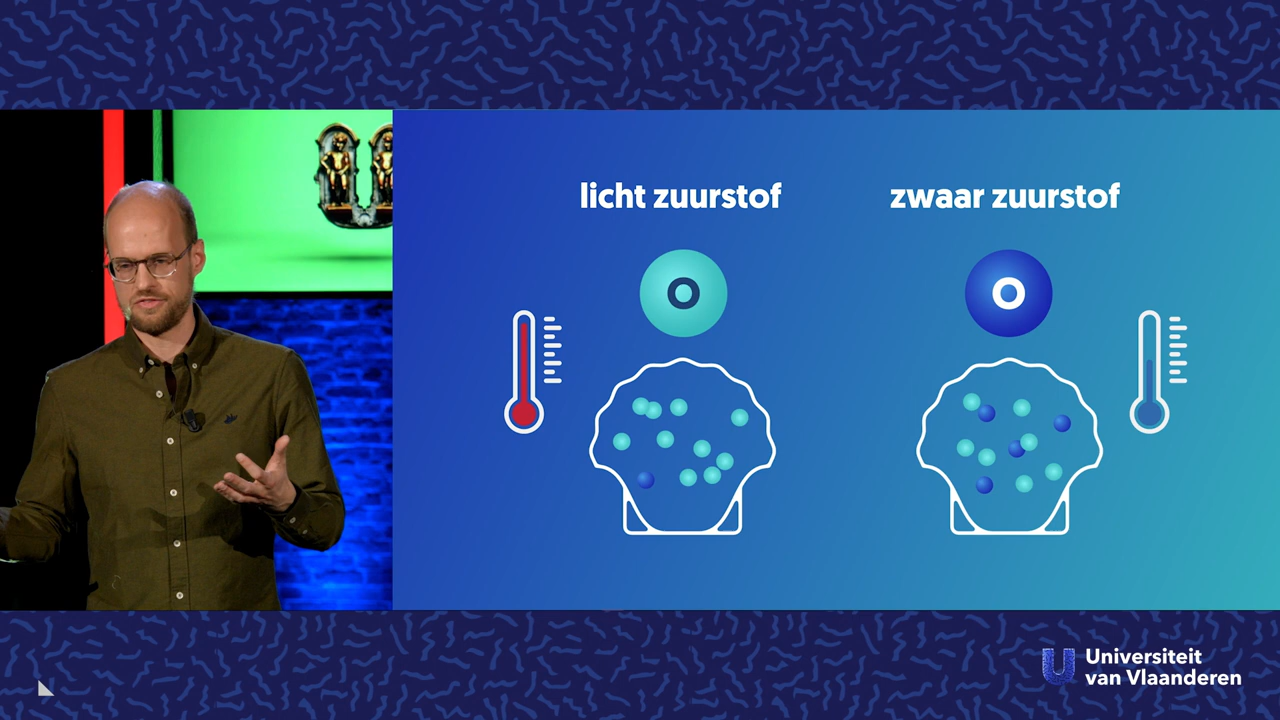 licht zuurstof
zwaar zuurstof
O
O
Universiteit
van Vlaanderen